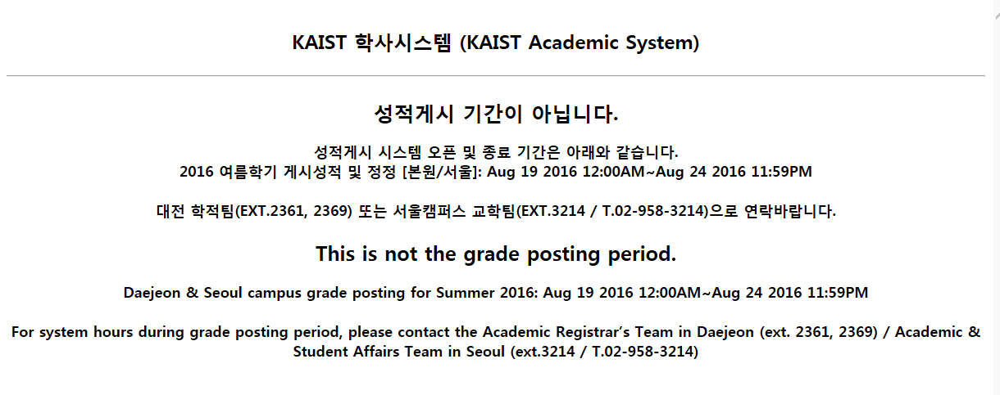 KAIST 학사시스템 (KAIST Academic System)
성적게시 기간이 아닙니다.
성적게시 시스템 오픈 및 종료 기간은 아래와 같습니다.
2016 여름학기 게시성적 및 정정 [본원/서울]: Aug 19 2016 12:00AM~Aug 24 2016 11:59PM
대전 학적팀(EXT.2361, 2369) 또는 서울캠퍼스 교학팀(EXT.3214 / T.02-958-3214)으로 연락바랍니다.
This is not the grade posting period.
Daejeon & Seoul campus grade posting for Summer 2016: Aug 19 2016 12:00AM~Aug 24 2016 11:59PM
For system hours during grade posting period, please contact the Academic Registrar's Team in Daejeon (ext. 2361, 2369) / Academic &
Student Affairs Team in Seoul (ext.3214 / T.02-958-3214)